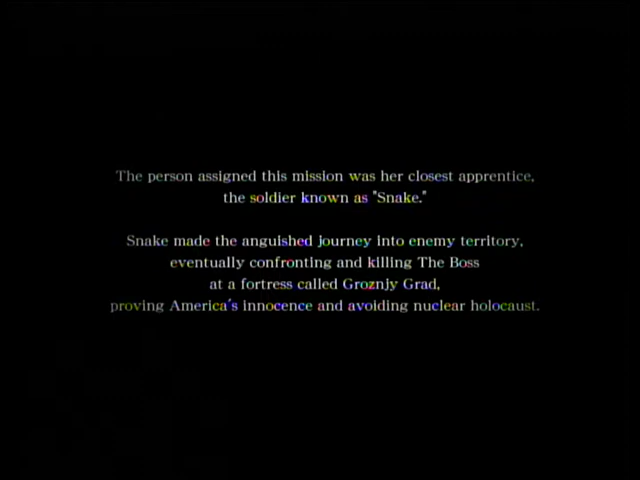 The person assigned this mission was her closest apprentice,
the soldier known as "Snake."
Snake made the anguished journey into enemy territory,
eventually confronting and killing The Boss
at a fortress called Groznjy Grad,
proving America's innocence and avoiding nuclear holocaust.